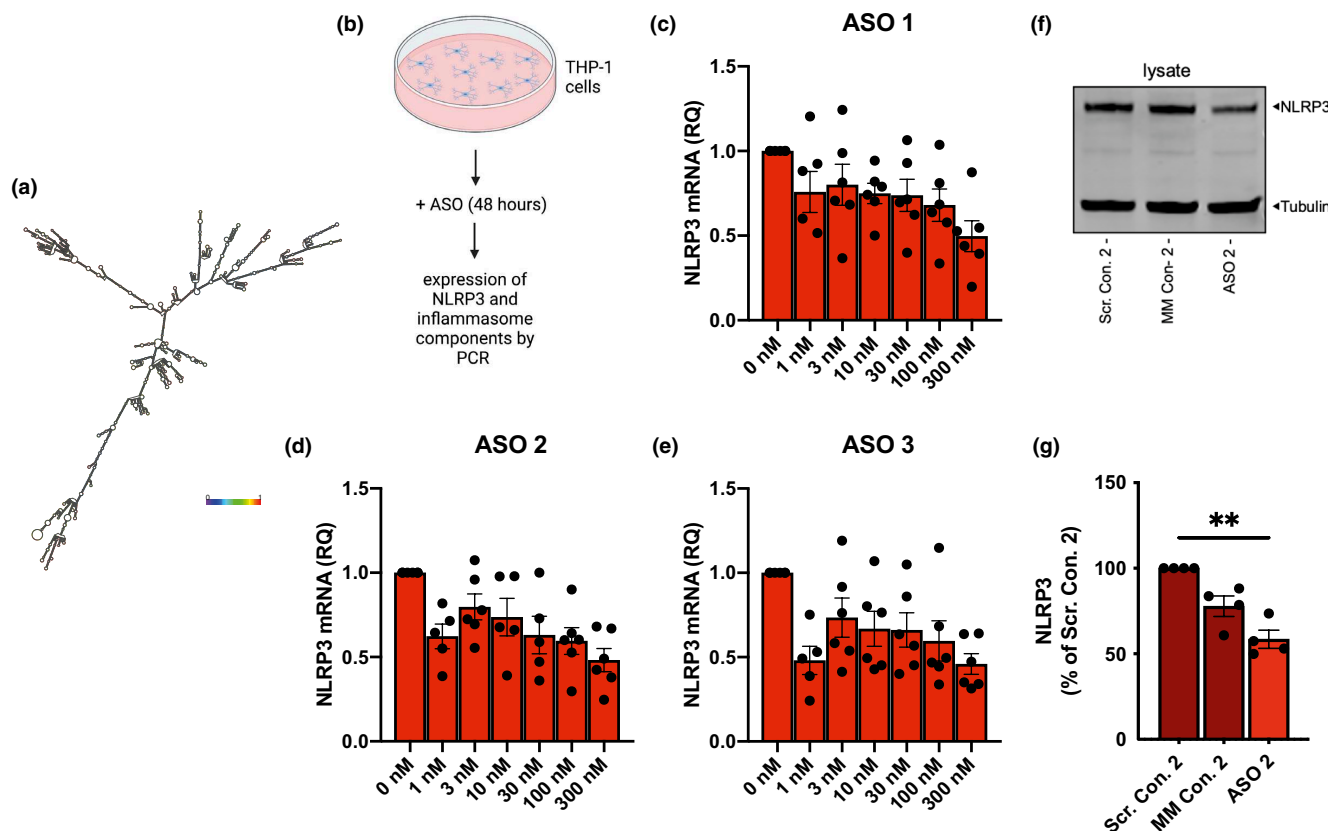 (a)
0 1
(b)
THP-1
cells
+ ASO (48 hours)
expression of
NLRP3 and
inflammasome
components by
PCR
(c)
ASO 1
NLRP3 mRNA (RQ)
1.5
1.0
0.5
0.0
0 nM
1 nM
3 nM
10 nM
30 nM
100 nM
300 nM
(d)
ASO 2
NLRP3 mRNA (RQ)
1.5
1.0
0.5
0.0
0 nM
1 nM
3 nM
10 nM
30 nM
100 nM
300 nM
(e)
ASO 3
NLRP3 mRNA (RQ)
1.5
1.0
0.5
0.0
0 nM
1 nM
3 nM
10 nM
30 nM
100 nM
300 nM
(f)
lysate
◂NLRP3
◂Tubulin
Scr. Con. 2 -
MM Con- 2 -
ASO 2 -
(g)
**
NLRP3
(% of Scr. Con. 2)
150
100
50
0
Scr. Con. 2
MM Con. 2
ASO 2